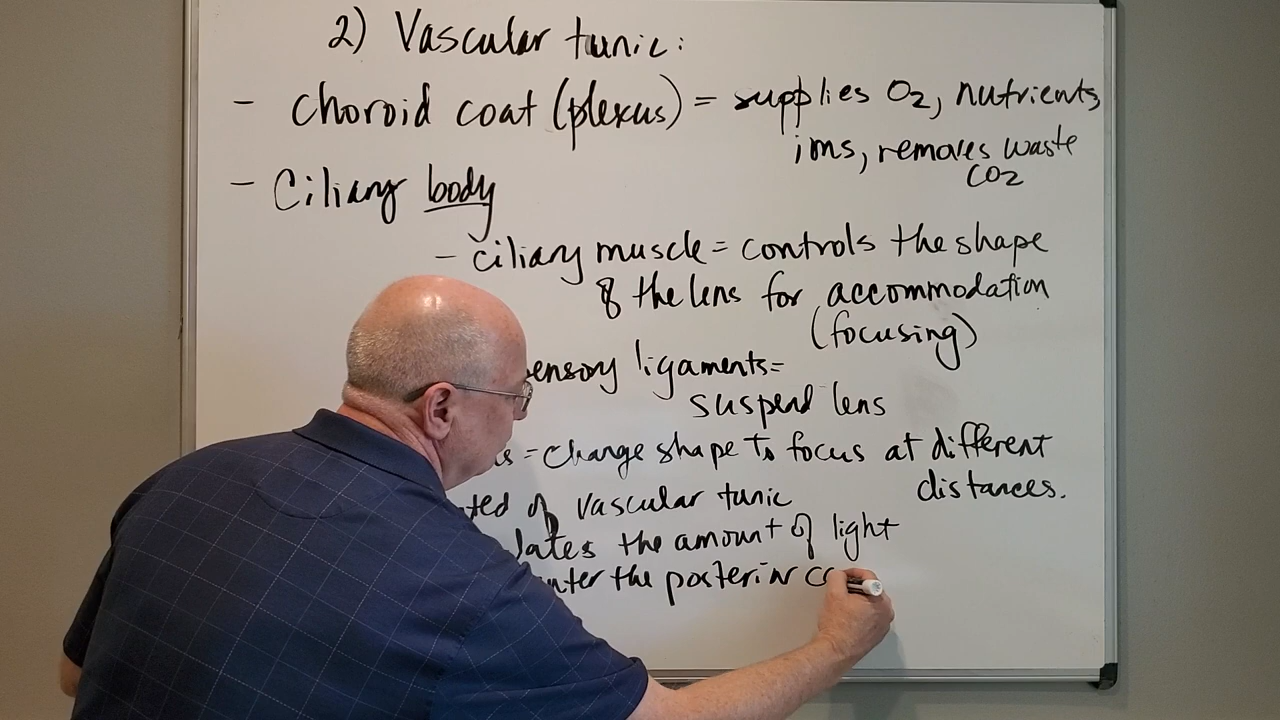 2) Vascular tunic:
- Choroid coat (plexus) = supplies O2, nutrients,
ims, removes waste
CO2
- Ciliary body
- ciliary muscle = controls the shape
of the lens for accommodation
(focusing)
ensory ligaments =
suspend lens
s = change shape to focus at different
distances.
ted of vascular tunic
lates the amount of light
nter the posterior